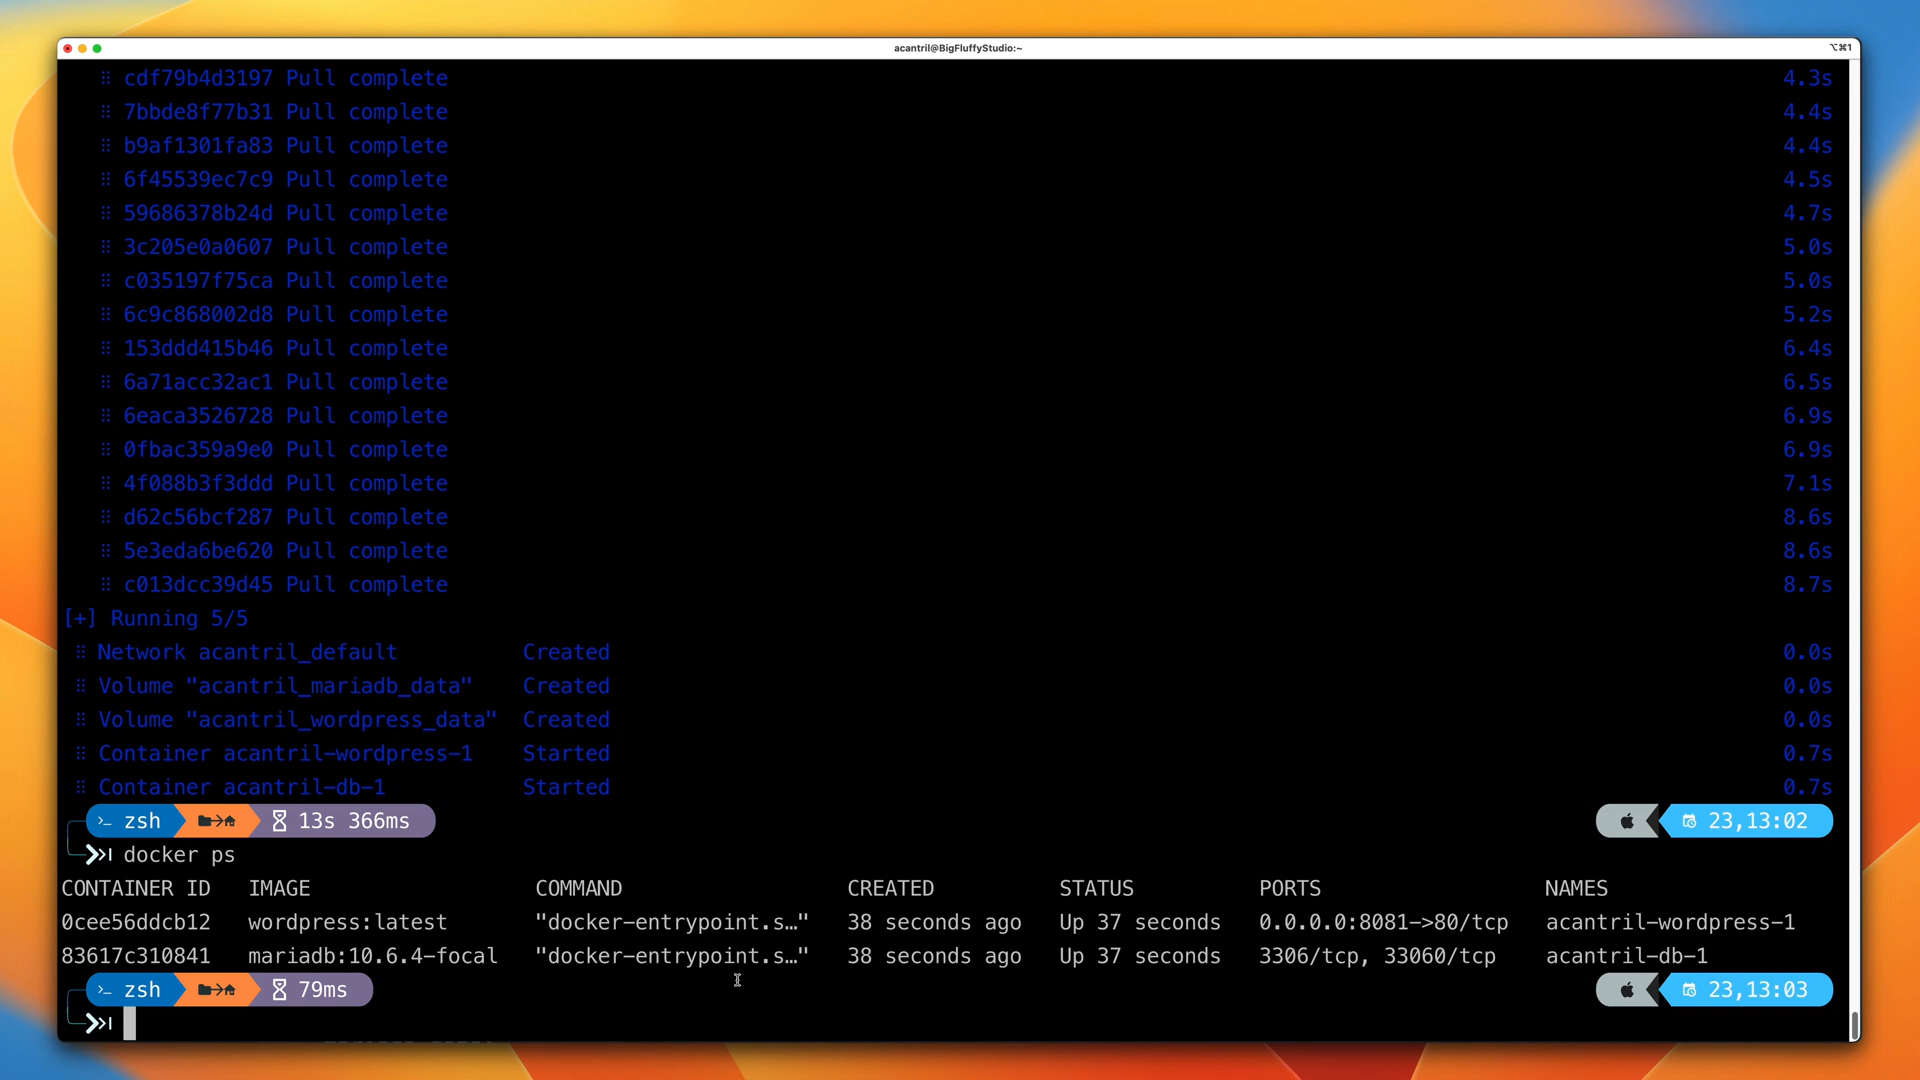 acantril@BigFluffyStudio:~
⌥⌘1
cdf79b4d3197 Pull complete 4.3s
7bbde8f77b31 Pull complete 4.4s
b9af1301fa83 Pull complete 4.4s
6f45539ec7c9 Pull complete 4.5s
59686378b24d Pull complete 4.7s
3c205e0a0607 Pull complete 5.0s
c035197f75ca Pull complete 5.0s
6c9c868002d8 Pull complete 5.2s
153ddd415b46 Pull complete 6.4s
6a71acc32ac1 Pull complete 6.5s
6eaca3526728 Pull complete 6.9s
0fbac359a9e0 Pull complete 6.9s
4f088b3f3ddd Pull complete 7.1s
d62c56bcf287 Pull complete 8.6s
5e3eda6be620 Pull complete 8.6s
c013dcc39d45 Pull complete 8.7s
[+] Running 5/5
Network acantril_default Created 0.0s
Volume "acantril_mariadb_data" Created 0.0s
Volume "acantril_wordpress_data" Created 0.0s
Container acantril-wordpress-1 Started 0.7s
Container acantril-db-1 Started 0.7s
zsh 13s 366ms 23,13:02
docker ps
CONTAINER ID IMAGE COMMAND CREATED STATUS PORTS NAMES
0cee56ddcb12 wordpress:latest "docker-entrypoint.s…" 38 seconds ago Up 37 seconds 0.0.0.0:8081->80/tcp acantril-wordpress-1
83617c310841 mariadb:10.6.4-focal "docker-entrypoint.s…" 38 seconds ago Up 37 seconds 3306/tcp, 33060/tcp acantril-db-1
zsh 79ms 23,13:03